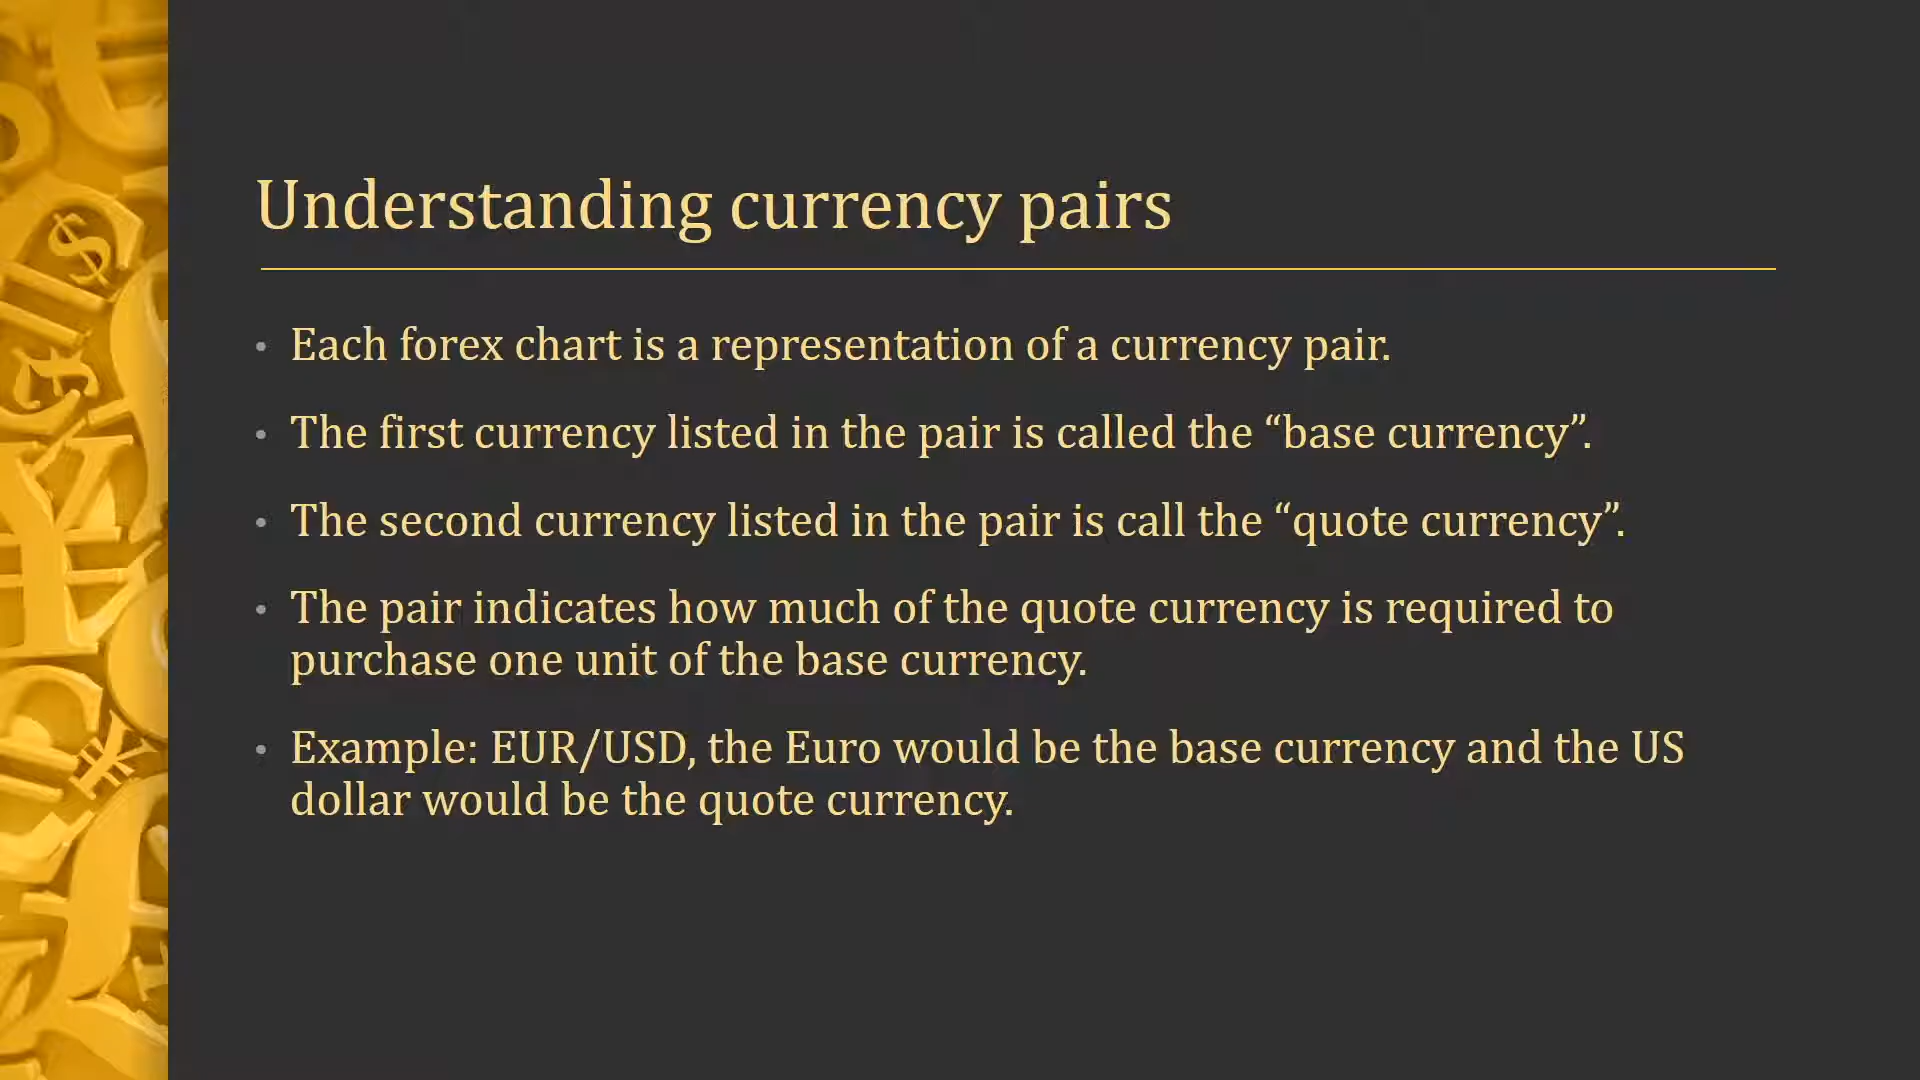 Understanding currency pairs
• Each forex chart is a representation of a currency pair.
• The first currency listed in the pair is called the “base currency”.
• The second currency listed in the pair is call the “quote currency”.
• The pair indicates how much of the quote currency is required to
purchase one unit of the base currency.
• Example: EUR/USD, the Euro would be the base currency and the US
dollar would be the quote currency.